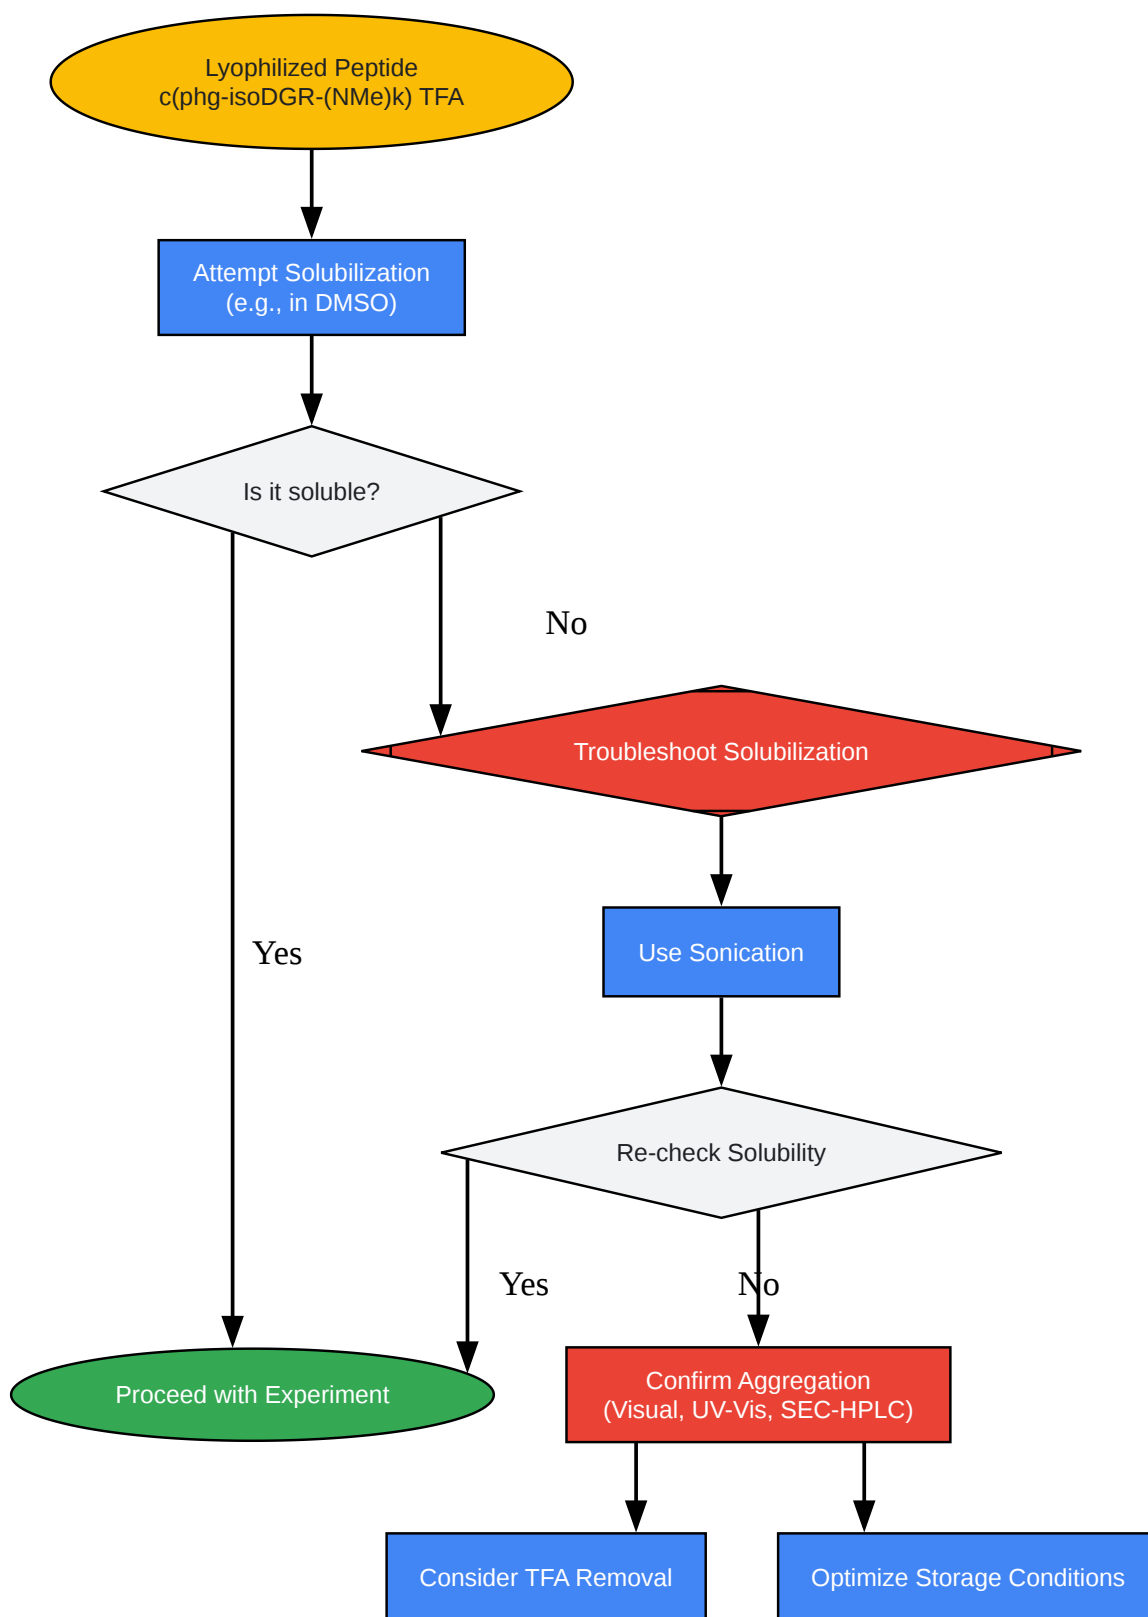 Lyophilized Peptide
c(phg-isoDGR-(NMe)k) TFA
Attempt Solubilization
(e.g., in DMSO)
Is it soluble?
No
Troubleshoot Solubilization
Use Sonication
Yes
Re-check Solubility
Yes
No
Proceed with Experiment
Confirm Aggregation
(Visual, UV-Vis, SEC-HPLC)
Consider TFA Removal
Optimize Storage Conditions